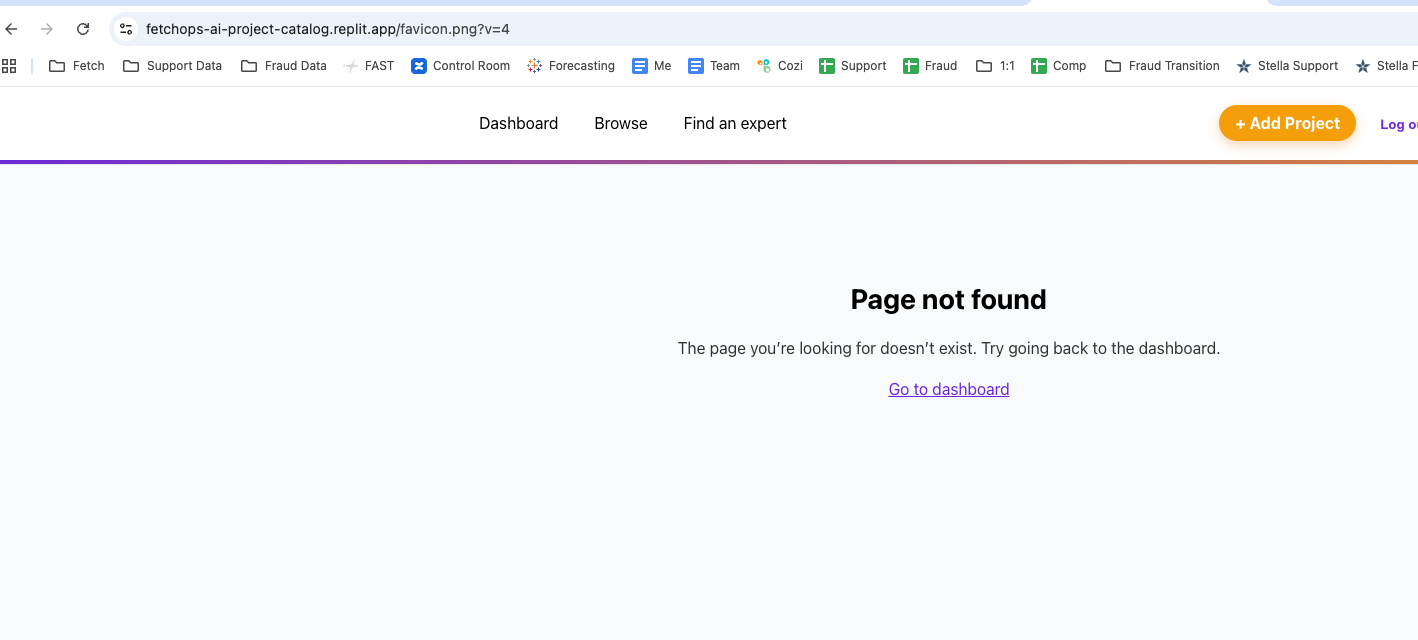 fetchops-ai-project-catalog.replit.app/favicon.png?v=4
Fetch Support Data Fraud Data FAST Control Room Forecasting Me Team Cozi Support Fraud 1:1 Comp Fraud Transition Stella Support Stella F
Dashboard Browse Find an expert + Add Project Log ou
Page not found
The page you’re looking for doesn’t exist. Try going back to the dashboard.
Go to dashboard